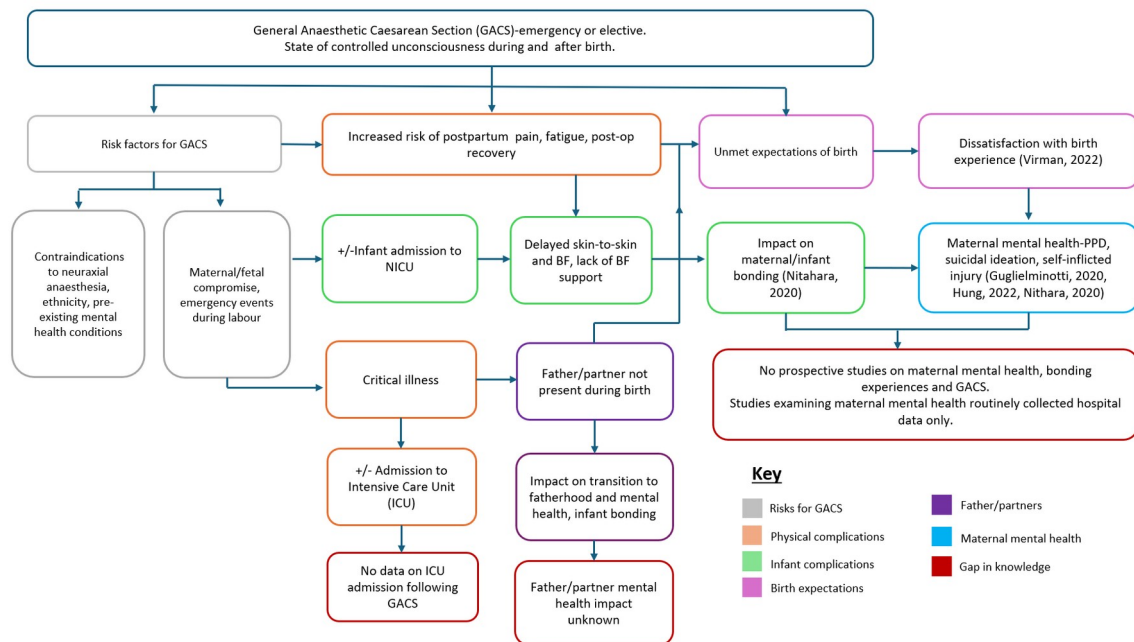 General Anaesthetic Caesarean Section (GACS)-emergency or elective.
State of controlled unconsciousness during and after birth.
Risk factors for GACS
Increased risk of postpartum pain, fatigue, post-op
recovery
Unmet expectations of birth
Dissatisfaction with birth
experience (Virman, 2022)
Contraindications
to neuraxial
anaesthesia,
ethnicity, pre-
existing mental
health conditions
Maternal/fetal
compromise,
emergency events
during labour
+/-Infant admission to
NICU
Delayed skin-to-skin
and BF, lack of BF
support
Impact on
maternal/infant
bonding (Nitahara,
2020)
Maternal mental health-PPD,
suicidal ideation, self-inflicted
injury (Guglielminotti, 2020,
Hung, 2022, Nithara, 2020)
Critical illness
Father/partner not
present during birth
No prospective studies on maternal mental health, bonding
experiences and GACS.
Studies examining maternal mental health routinely collected hospital
data only.
+/- Admission to
Intensive Care Unit
(ICU)
Impact on transition to
fatherhood and mental
health, infant bonding
No data on ICU
admission following
GACS
Father/partner mental
health impact
unknown
Key
Risks for GACS
Physical complications
Infant complications
Birth expectations
Father/partners
Maternal mental health
Gap in knowledge